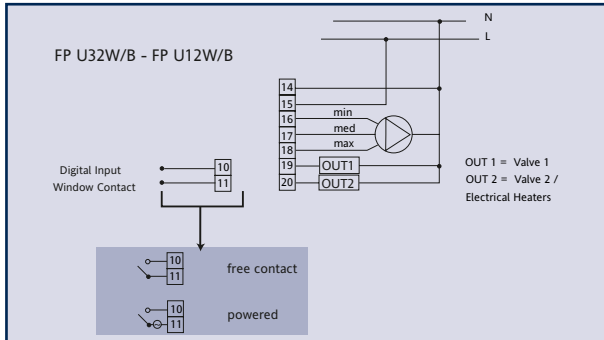 N
L
FP U32W/B - FP U12W/B
14
15
16 min
17 med
18 max
19 OUT1
20 OUT2
Digital Input 10
Window Contact 11
OUT 1 = Valve 1
OUT 2 = Valve 2 /
Electrical Heaters
10
11
free contact
10
11
powered